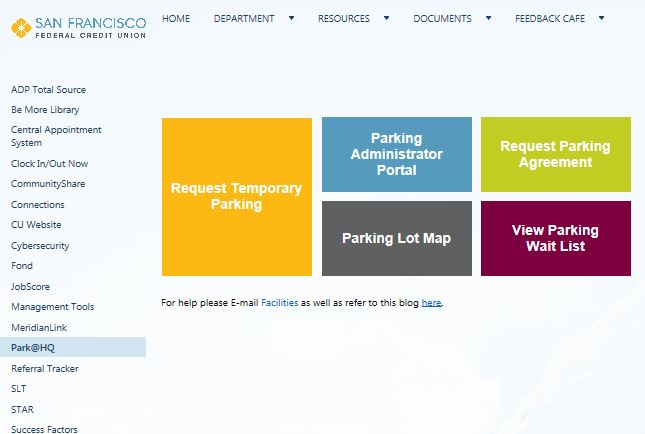 SAN FRANCISCO
FEDERAL CREDIT UNION
HOME DEPARTMENT RESOURCES DOCUMENTS FEEDBACK CAFE
ADP Total Source
Be More Library
Central Appointment
System
Clock In/Out Now
CommunityShare
Connections
CU Website
Cybersecurity
Fond
JobScore
Management Tools
MeridianLink
Park@HQ
Referral Tracker
SLT
STAR
Success Factors
Request Temporary
Parking
Parking
Administrator
Portal
Request Parking
Agreement
Parking Lot Map
View Parking
Wait List
For help please E-mail Facilities as well as refer to this blog here.